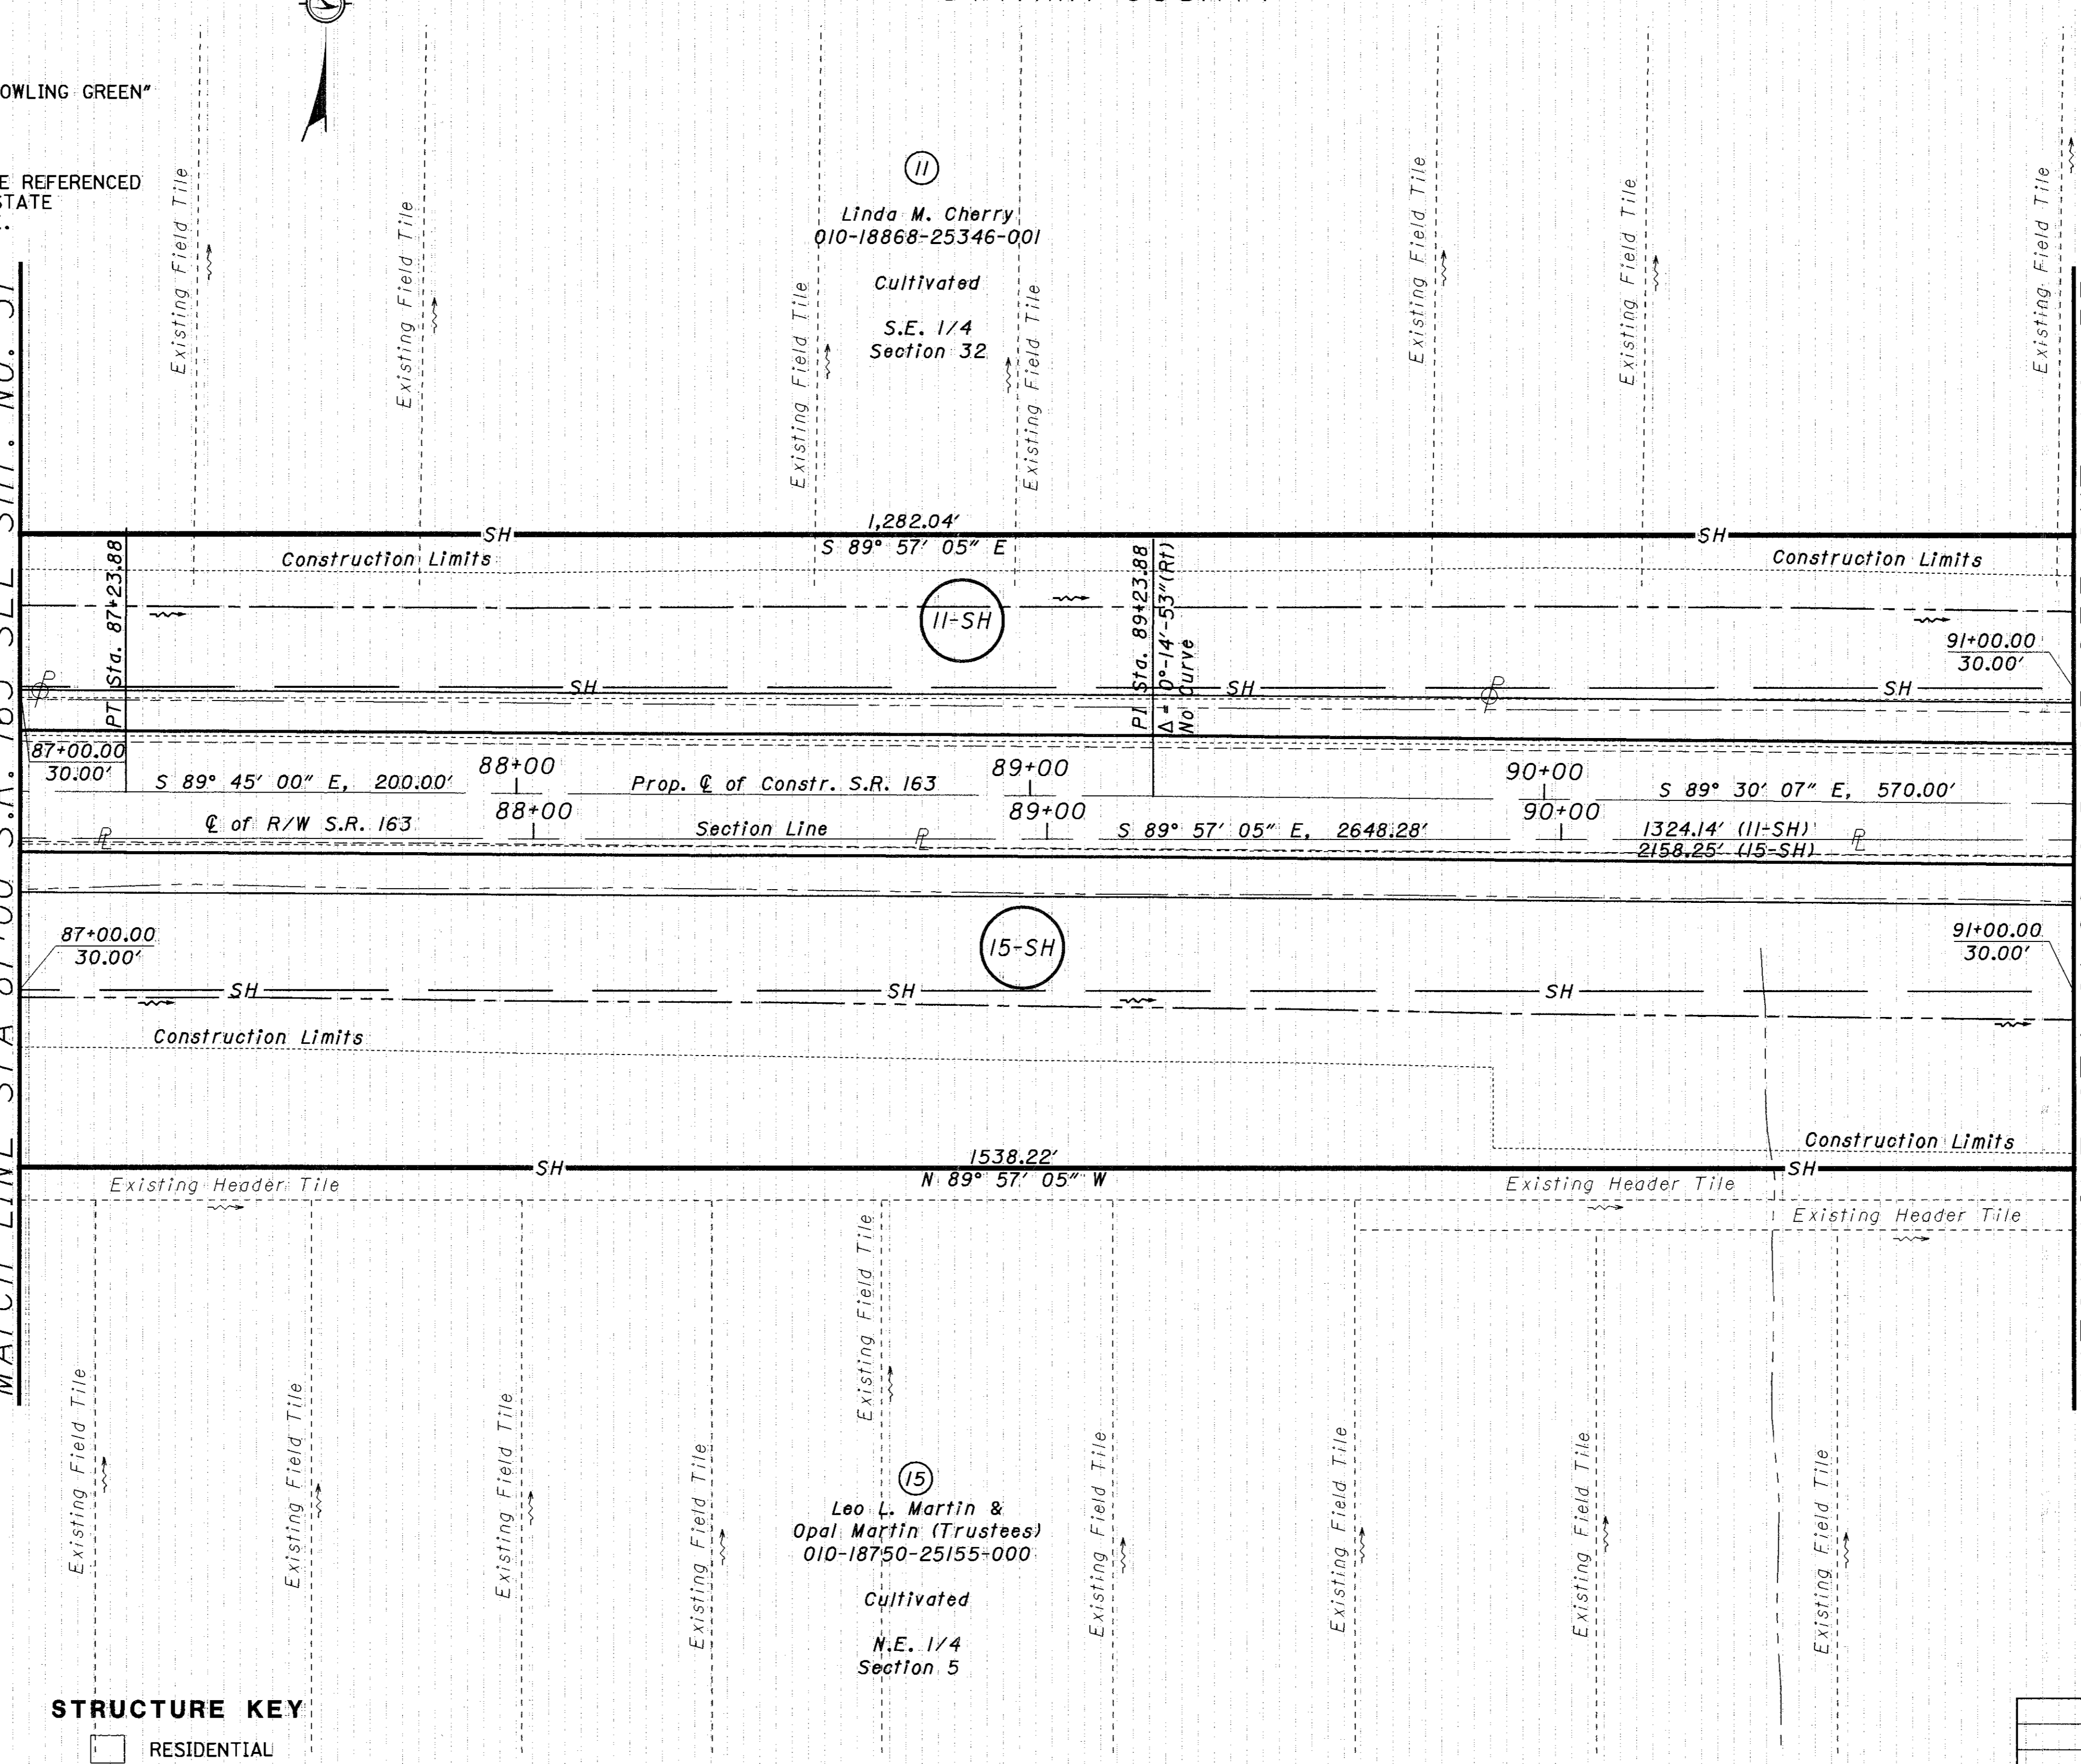 OWLING GREEN"
E REFERENCED
STATE
11
Linda M. Cherry
010-18868-25346-001
Cultivated
S.E. 1/4
Section 32
Existing Field Tile
Existing Field Tile
Existing Field Tile
Existing Field Tile
Existing Field Tile
Existing Field Tile
Existing Field Tile
1,282.04'
SH
SH
S 89° 57' 05" E
Construction Limits
Construction Limits
PT Sta. 87+23.88
PI Sta. 89+23.88
Δ = 0°-14'-53"(Rt)
No Curve
11-SH
91+00.00
30.00'
P
P
SH
SH
SH
87+00.00
30.00'
88+00
89+00
90+00
S 89° 45' 00" E, 200.00'
Prop. ℄ of Constr. S.R. 163
S 89° 30' 07" E, 570.00'
88+00
89+00
90+00
℄ of R/W S.R. 163
Section Line
S 89° 57' 05" E, 2648.28'
1324.14' (11-SH)
2158.25' (15-SH)
PL
PL
PL
87+00.00
30.00'
15-SH
91+00.00
30.00'
SH
SH
SH
Construction Limits
Construction Limits
1538.22'
SH
SH
N 89° 57' 05" W
Existing Header Tile
Existing Header Tile
Existing Header Tile
Existing Field Tile
Existing Field Tile
Existing Field Tile
Existing Field Tile
Existing Field Tile
Existing Field Tile
Existing Field Tile
Existing Field Tile
Existing Field Tile
15
Leo L. Martin &
Opal Martin (Trustees)
010-18750-25155-000
Cultivated
N.E. 1/4
Section 5
STRUCTURE KEY
RESIDENTIAL